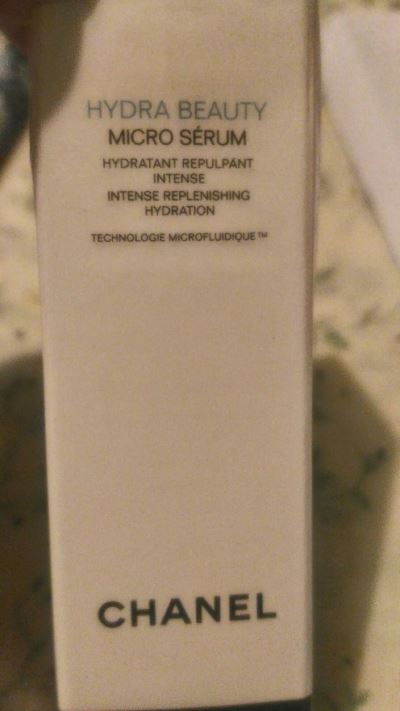 HYDRA BEAUTY
MICRO SÉRUM
HYDRATANT REPULPANT
INTENSE
INTENSE REPLENISHING
HYDRATION
TECHNOLOGIE MICROFLUIDIQUE™
CHANEL